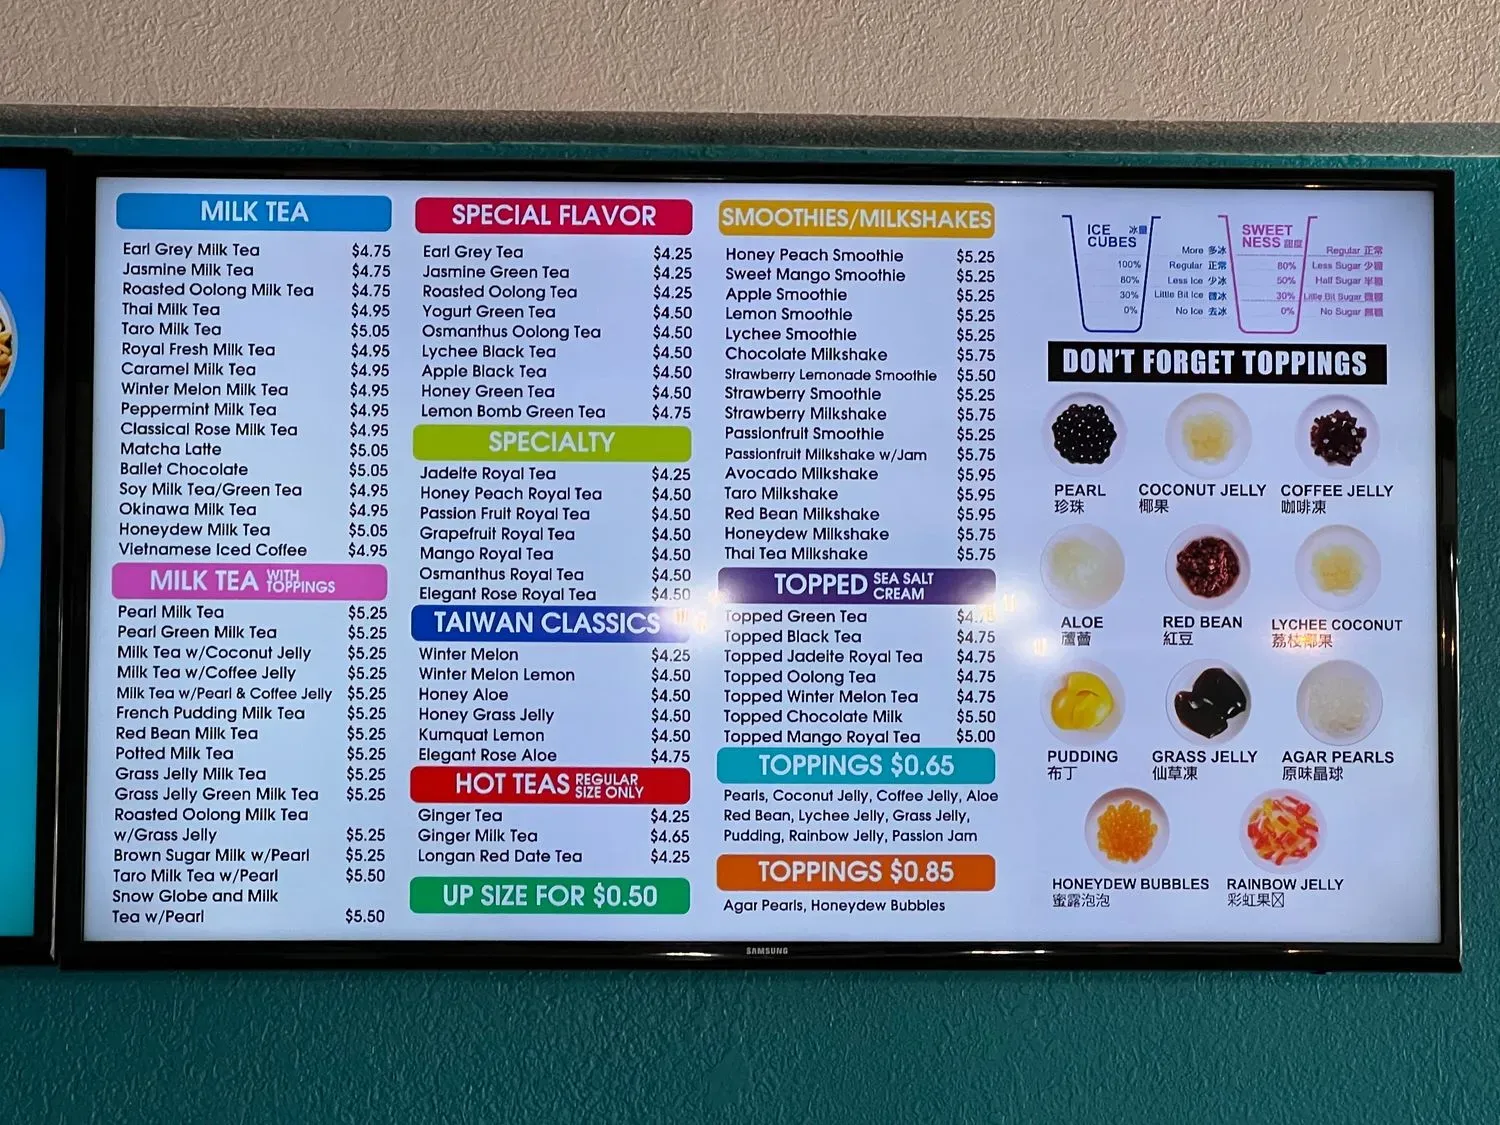 MILK TEA
Earl Grey Milk Tea $4.75
Jasmine Milk Tea $4.75
Roasted Oolong Milk Tea $4.75
Thai Milk Tea $4.95
Taro Milk Tea $5.05
Royal Fresh Milk Tea $4.95
Caramel Milk Tea $4.95
Winter Melon Milk Tea $4.95
Peppermint Milk Tea $4.95
Classical Rose Milk Tea $4.95
Matcha Latte $5.05
Ballet Chocolate $5.05
Soy Milk Tea/Green Tea $4.95
Okinawa Milk Tea $4.95
Honeydew Milk Tea $5.05
Vietnamese Iced Coffee $4.95
MILK TEA WITH TOPPINGS
Pearl Milk Tea $5.25
Pearl Green Milk Tea $5.25
Milk Tea w/Coconut Jelly $5.25
Milk Tea w/Coffee Jelly $5.25
Milk Tea w/Pearl & Coffee Jelly $5.25
French Pudding Milk Tea $5.25
Red Bean Milk Tea $5.25
Potted Milk Tea $5.25
Grass Jelly Milk Tea $5.25
Grass Jelly Green Milk Tea $5.25
Roasted Oolong Milk Tea
w/Grass Jelly $5.25
Brown Sugar Milk w/Pearl $5.25
Taro Milk Tea w/Pearl $5.50
Snow Globe and Milk
Tea w/Pearl $5.50
SPECIAL FLAVOR
Earl Grey Tea $4.25
Jasmine Green Tea $4.25
Roasted Oolong Tea $4.25
Yogurt Green Tea $4.50
Osmanthus Oolong Tea $4.50
Lychee Black Tea $4.50
Apple Black Tea $4.50
Honey Green Tea $4.50
Lemon Bomb Green Tea $4.75
SPECIALTY
Jadeite Royal Tea $4.25
Honey Peach Royal Tea $4.50
Passion Fruit Royal Tea $4.50
Grapefruit Royal Tea $4.50
Mango Royal Tea $4.50
Osmanthus Royal Tea $4.50
Elegant Rose Royal Tea $4.50
TAIWAN CLASSICS
Winter Melon $4.25
Winter Melon Lemon $4.50
Honey Aloe $4.50
Honey Grass Jelly $4.50
Kumquat Lemon $4.50
Elegant Rose Aloe $4.75
HOT TEAS REGULAR SIZE ONLY
Ginger Tea $4.25
Ginger Milk Tea $4.65
Longan Red Date Tea $4.25
UP SIZE FOR $0.50
SMOOTHIES/MILKSHAKES
Honey Peach Smoothie $5.25
Sweet Mango Smoothie $5.25
Apple Smoothie $5.25
Lemon Smoothie $5.25
Lychee Smoothie $5.25
Chocolate Milkshake $5.75
Strawberry Lemonade Smoothie $5.50
Strawberry Smoothie $5.25
Strawberry Milkshake $5.75
Passionfruit Smoothie $5.25
Passionfruit Milkshake w/Jam $5.75
Avocado Milkshake $5.95
Taro Milkshake $5.95
Red Bean Milkshake $5.95
Honeydew Milkshake $5.75
Thai Tea Milkshake $5.75
TOPPED SEA SALT CREAM
Topped Green Tea
Topped Black Tea $4.75
Topped Jadeite Royal Tea $4.75
Topped Oolong Tea $4.75
Topped Winter Melon Tea $4.75
Topped Chocolate Milk $5.50
Topped Mango Royal Tea $5.00
TOPPINGS $0.65
Pearls, Coconut Jelly, Coffee Jelly, Aloe
Red Bean, Lychee Jelly, Grass Jelly,
Pudding, Rainbow Jelly, Passion Jam
TOPPINGS $0.85
Agar Pearls, Honeydew Bubbles
ICE 冰量
CUBES
More 多冰
100% Regular 正常
80% Less Ice 少冰
30% Little Bit Ice 微冰
0% No Ice 去冰
SWEET
NESS 甜度
Regular 正常
80% Less Sugar 少糖
50% Half Sugar 半糖
30% Little Bit Sugar 微糖
0% No Sugar 無糖
DON'T FORGET TOPPINGS
PEARL
珍珠
COCONUT JELLY
椰果
COFFEE JELLY
咖啡凍
ALOE
蘆薈
RED BEAN
紅豆
LYCHEE COCONUT
荔枝椰果
PUDDING
布丁
GRASS JELLY
仙草凍
AGAR PEARLS
原味晶球
HONEYDEW BUBBLES
蜜露泡泡
RAINBOW JELLY
彩虹果
SAMSUNG